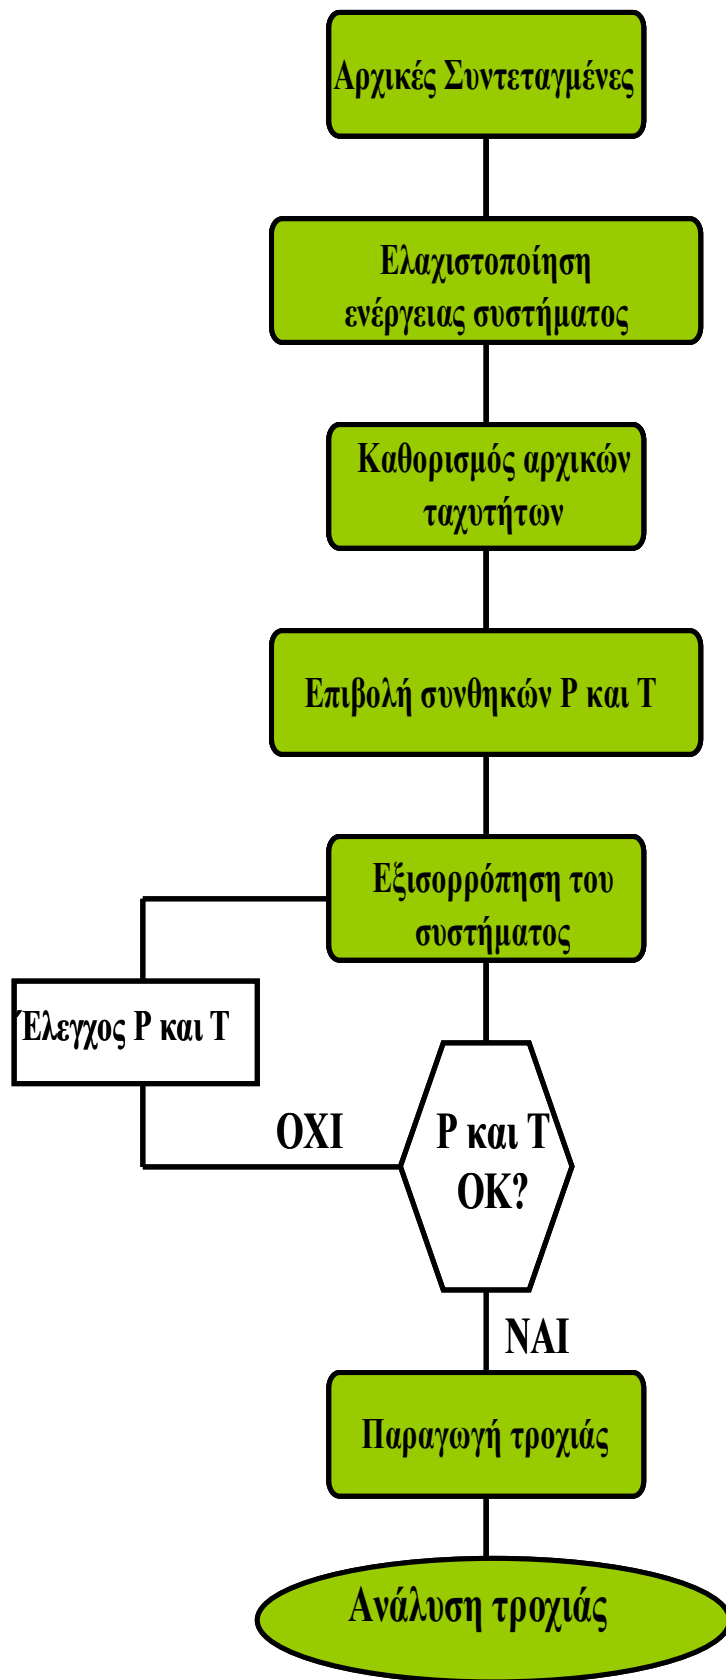 Αρχικές Συντεταγμένες
Ελαχιστοποίηση
ενέργειας συστήματος
Καθορισμός αρχικών
ταχυτήτων
Επιβολή συνθηκών P και T
Εξισορρόπηση του
συστήματος
Έλεγχος P και T
ΟΧΙ
P και T
OK?
ΝΑΙ
Παραγωγή τροχιάς
Ανάλυση τροχιάς